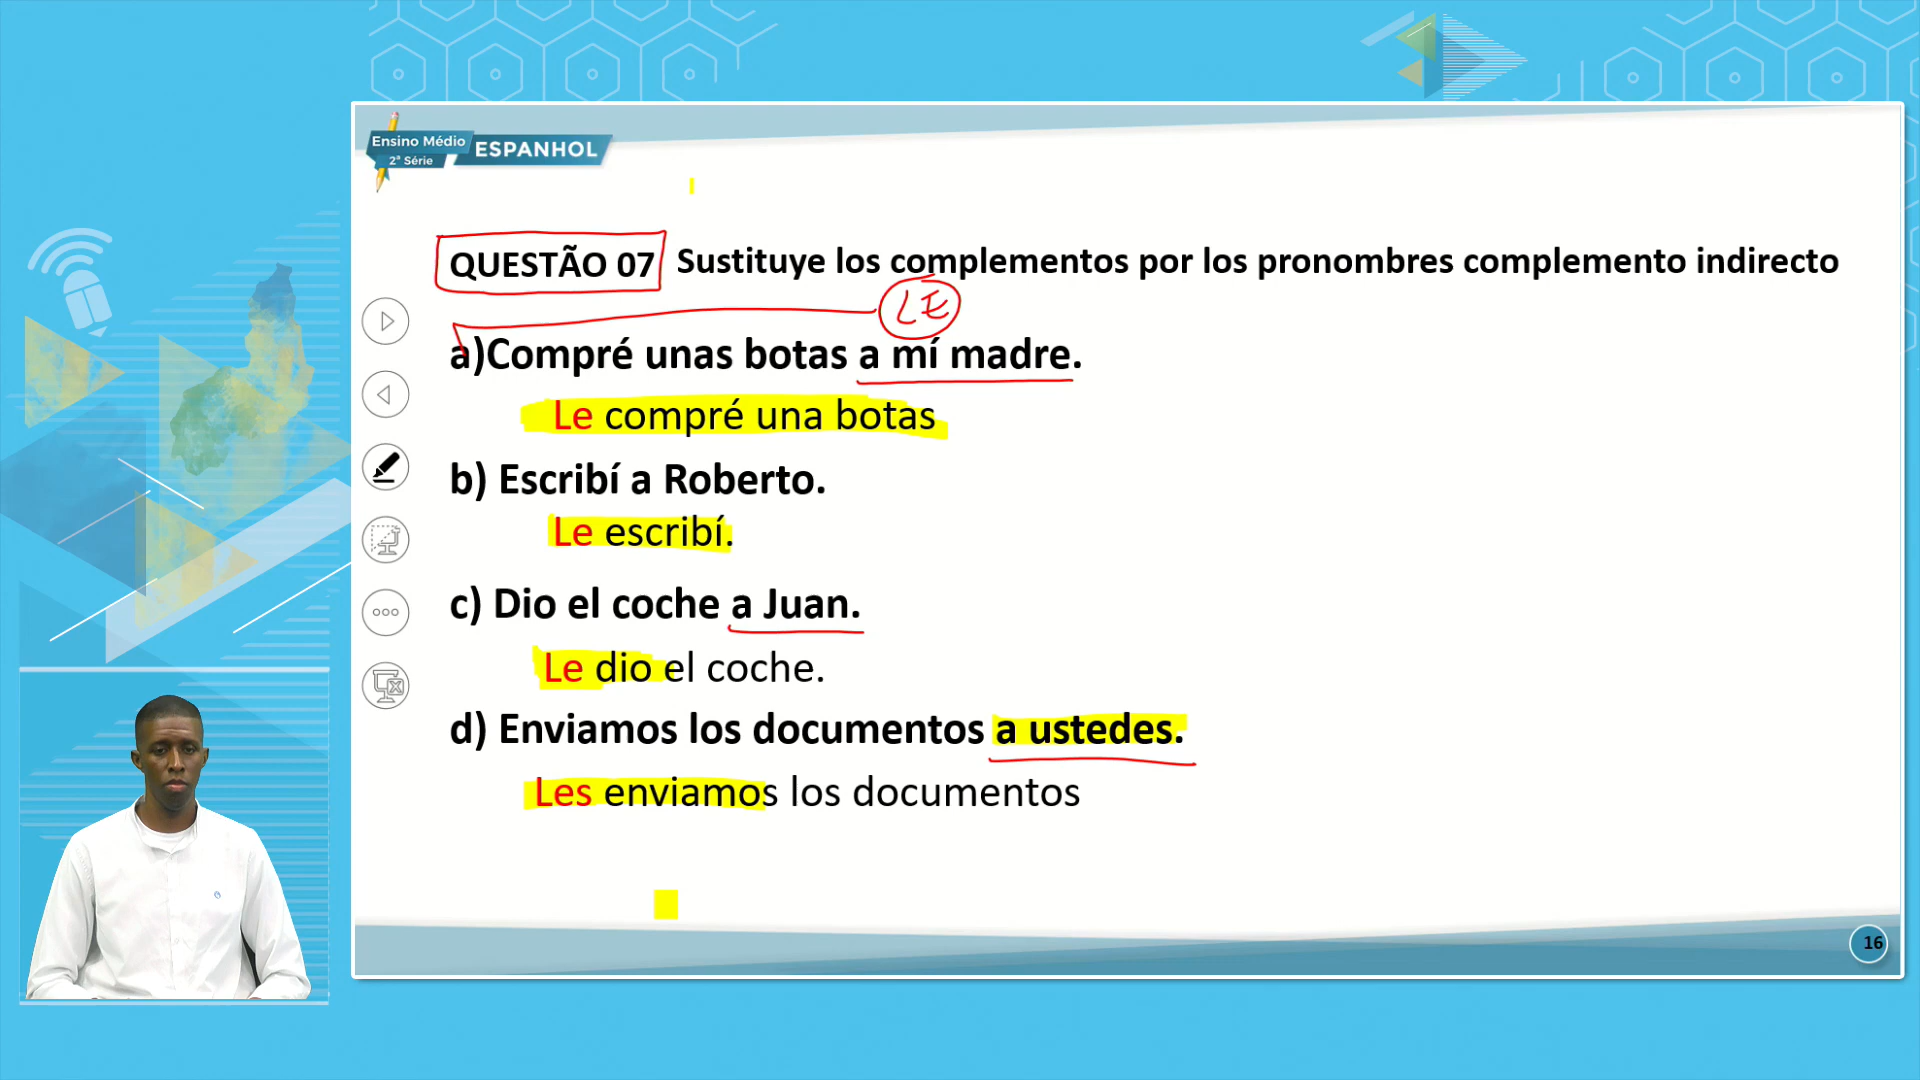 Ensino Médio
2ª Série
ESPANHOL
QUESTÃO 07 Sustituye los complementos por los pronombres complemento indirecto
LE
a)Compré unas botas a mí madre.
Le compré una botas
b) Escribí a Roberto.
Le escribí.
c) Dio el coche a Juan.
Le dio el coche.
d) Enviamos los documentos a ustedes.
Les enviamos los documentos
16